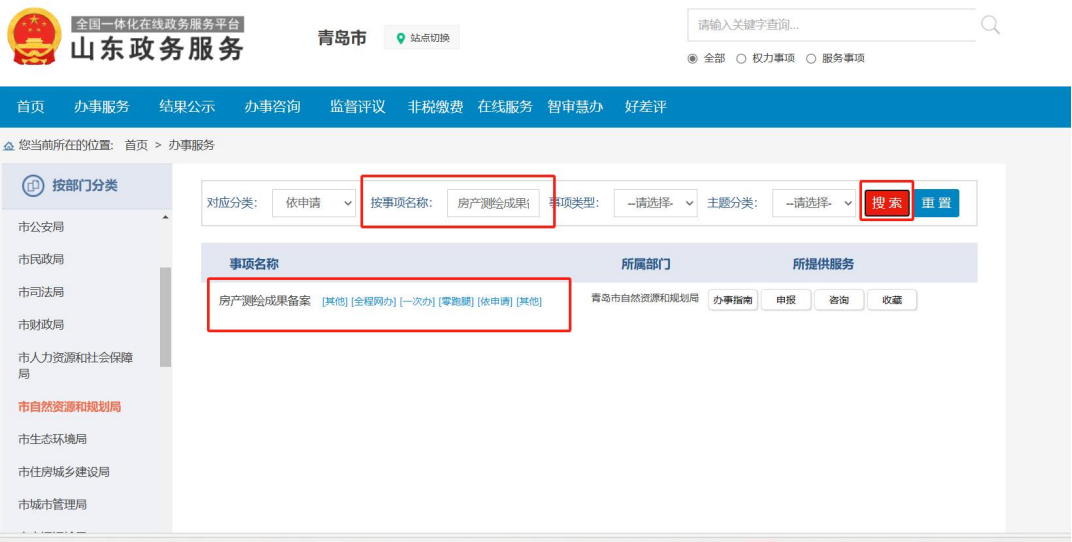 全国一体化在线政务服务平台
山东政务服务
青岛市
站点切换
请输入关键字查询...
全部 权力事项 服务事项
首页 办事服务 结果公示 办事咨询 监督评议 非税缴费 在线服务 智审慧办 好差评
您当前所在的位置: 首页 > 办事服务
按部门分类
市公安局
市民政局
市司法局
市财政局
市人力资源和社会保障
局
市自然资源和规划局
市生态环境局
市住房城乡建设局
市城市管理局
对应分类: 依申请 按事项名称: 房产测绘成果 事项类型: --请选择- 主题分类: --请选择- 搜索 重置
事项名称 所属部门 所提供服务
房产测绘成果备案 [其他] [全程网办] [一次办] [零跑腿] [依申请] [其他] 青岛市自然资源和规划局 办事指南 申报 咨询 收藏